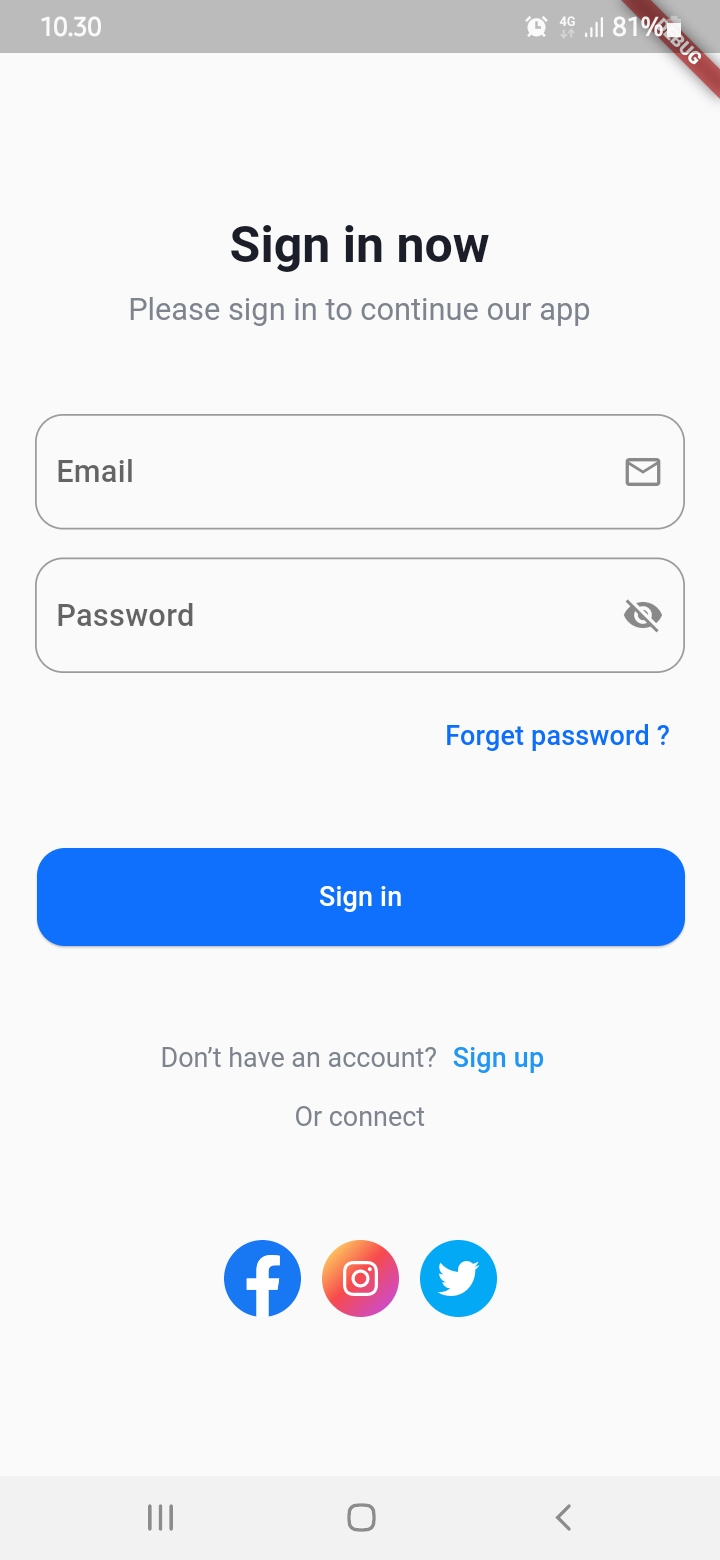 10.30 4G 81%
DEBUG
Sign in now
Please sign in to continue our app
Email
Password
Forget password ?
Sign in
Don’t have an account? Sign up
Or connect